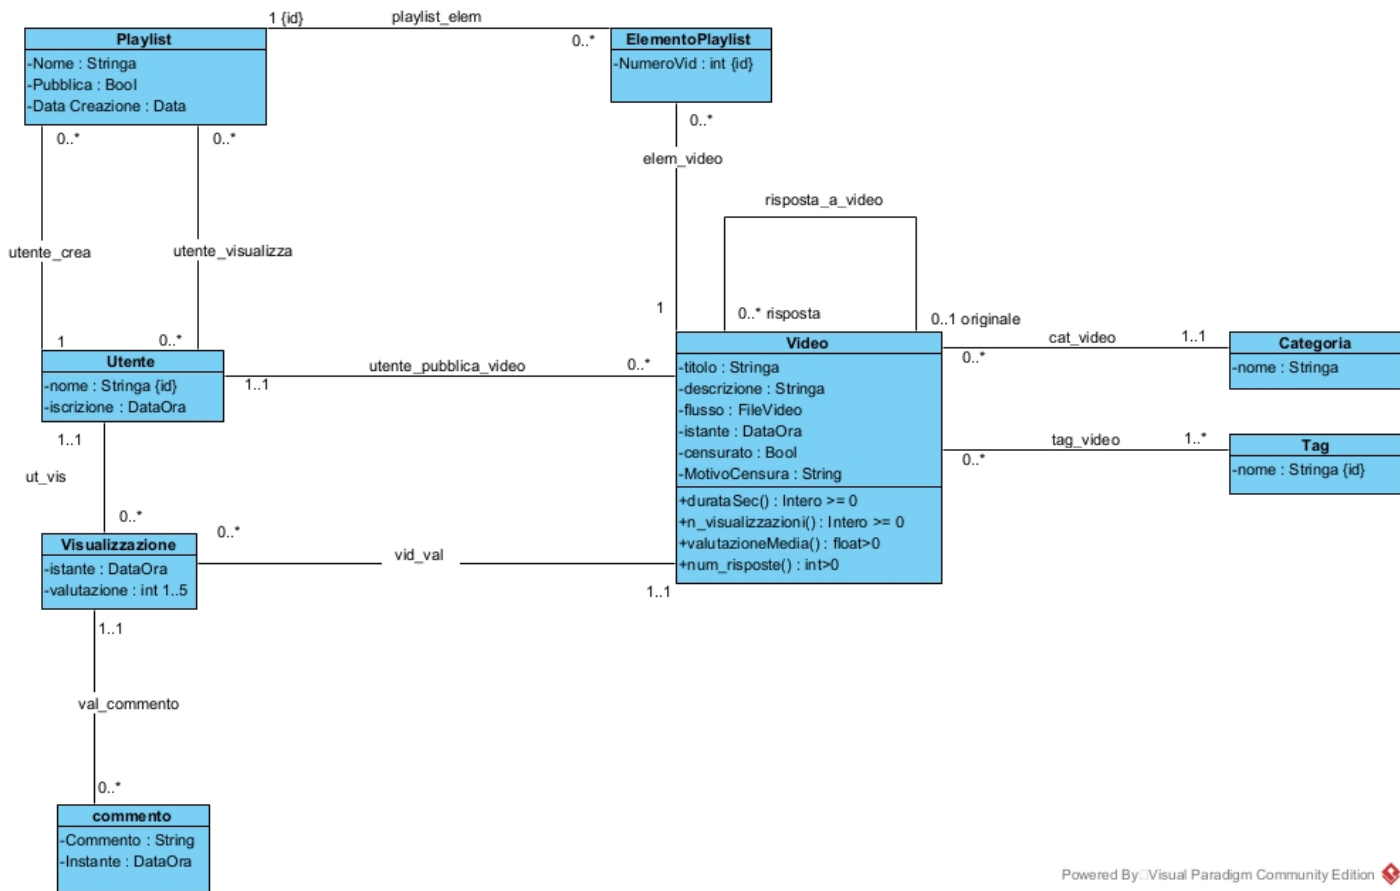 1 {id}
playlist_elem
0..*
Playlist
-Nome : Stringa
-Pubblica : Bool
-Data Creazione : Data
ElementoPlaylist
-NumeroVid : int {id}
0..*
0..*
0..*
elem_video
risposta_a_video
utente_crea
utente_visualizza
1
0..* risposta
0..1 originale
1
0..*
cat_video
1..1
0..*
Utente
-nome : Stringa {id}
-iscrizione : DataOra
1..1
utente_pubblica_video
0..*
Video
-titolo : Stringa
-descrizione : Stringa
-flusso : FileVideo
-istante : DataOra
-censurato : Bool
-MotivoCensura : String
+durataSec() : Intero >= 0
+n_visualizzazioni() : Intero >= 0
+valutazioneMedia() : float>0
+num_risposte() : int>0
Categoria
-nome : Stringa
tag_video
1..*
0..*
Tag
-nome : Stringa {id}
1..1
ut_vis
0..*
0..*
Visualizzazione
-istante : DataOra
-valutazione : int 1..5
vid_val
1..1
1..1
val_commento
0..*
commento
-Commento : String
-Instante : DataOra
Powered By Visual Paradigm Community Edition